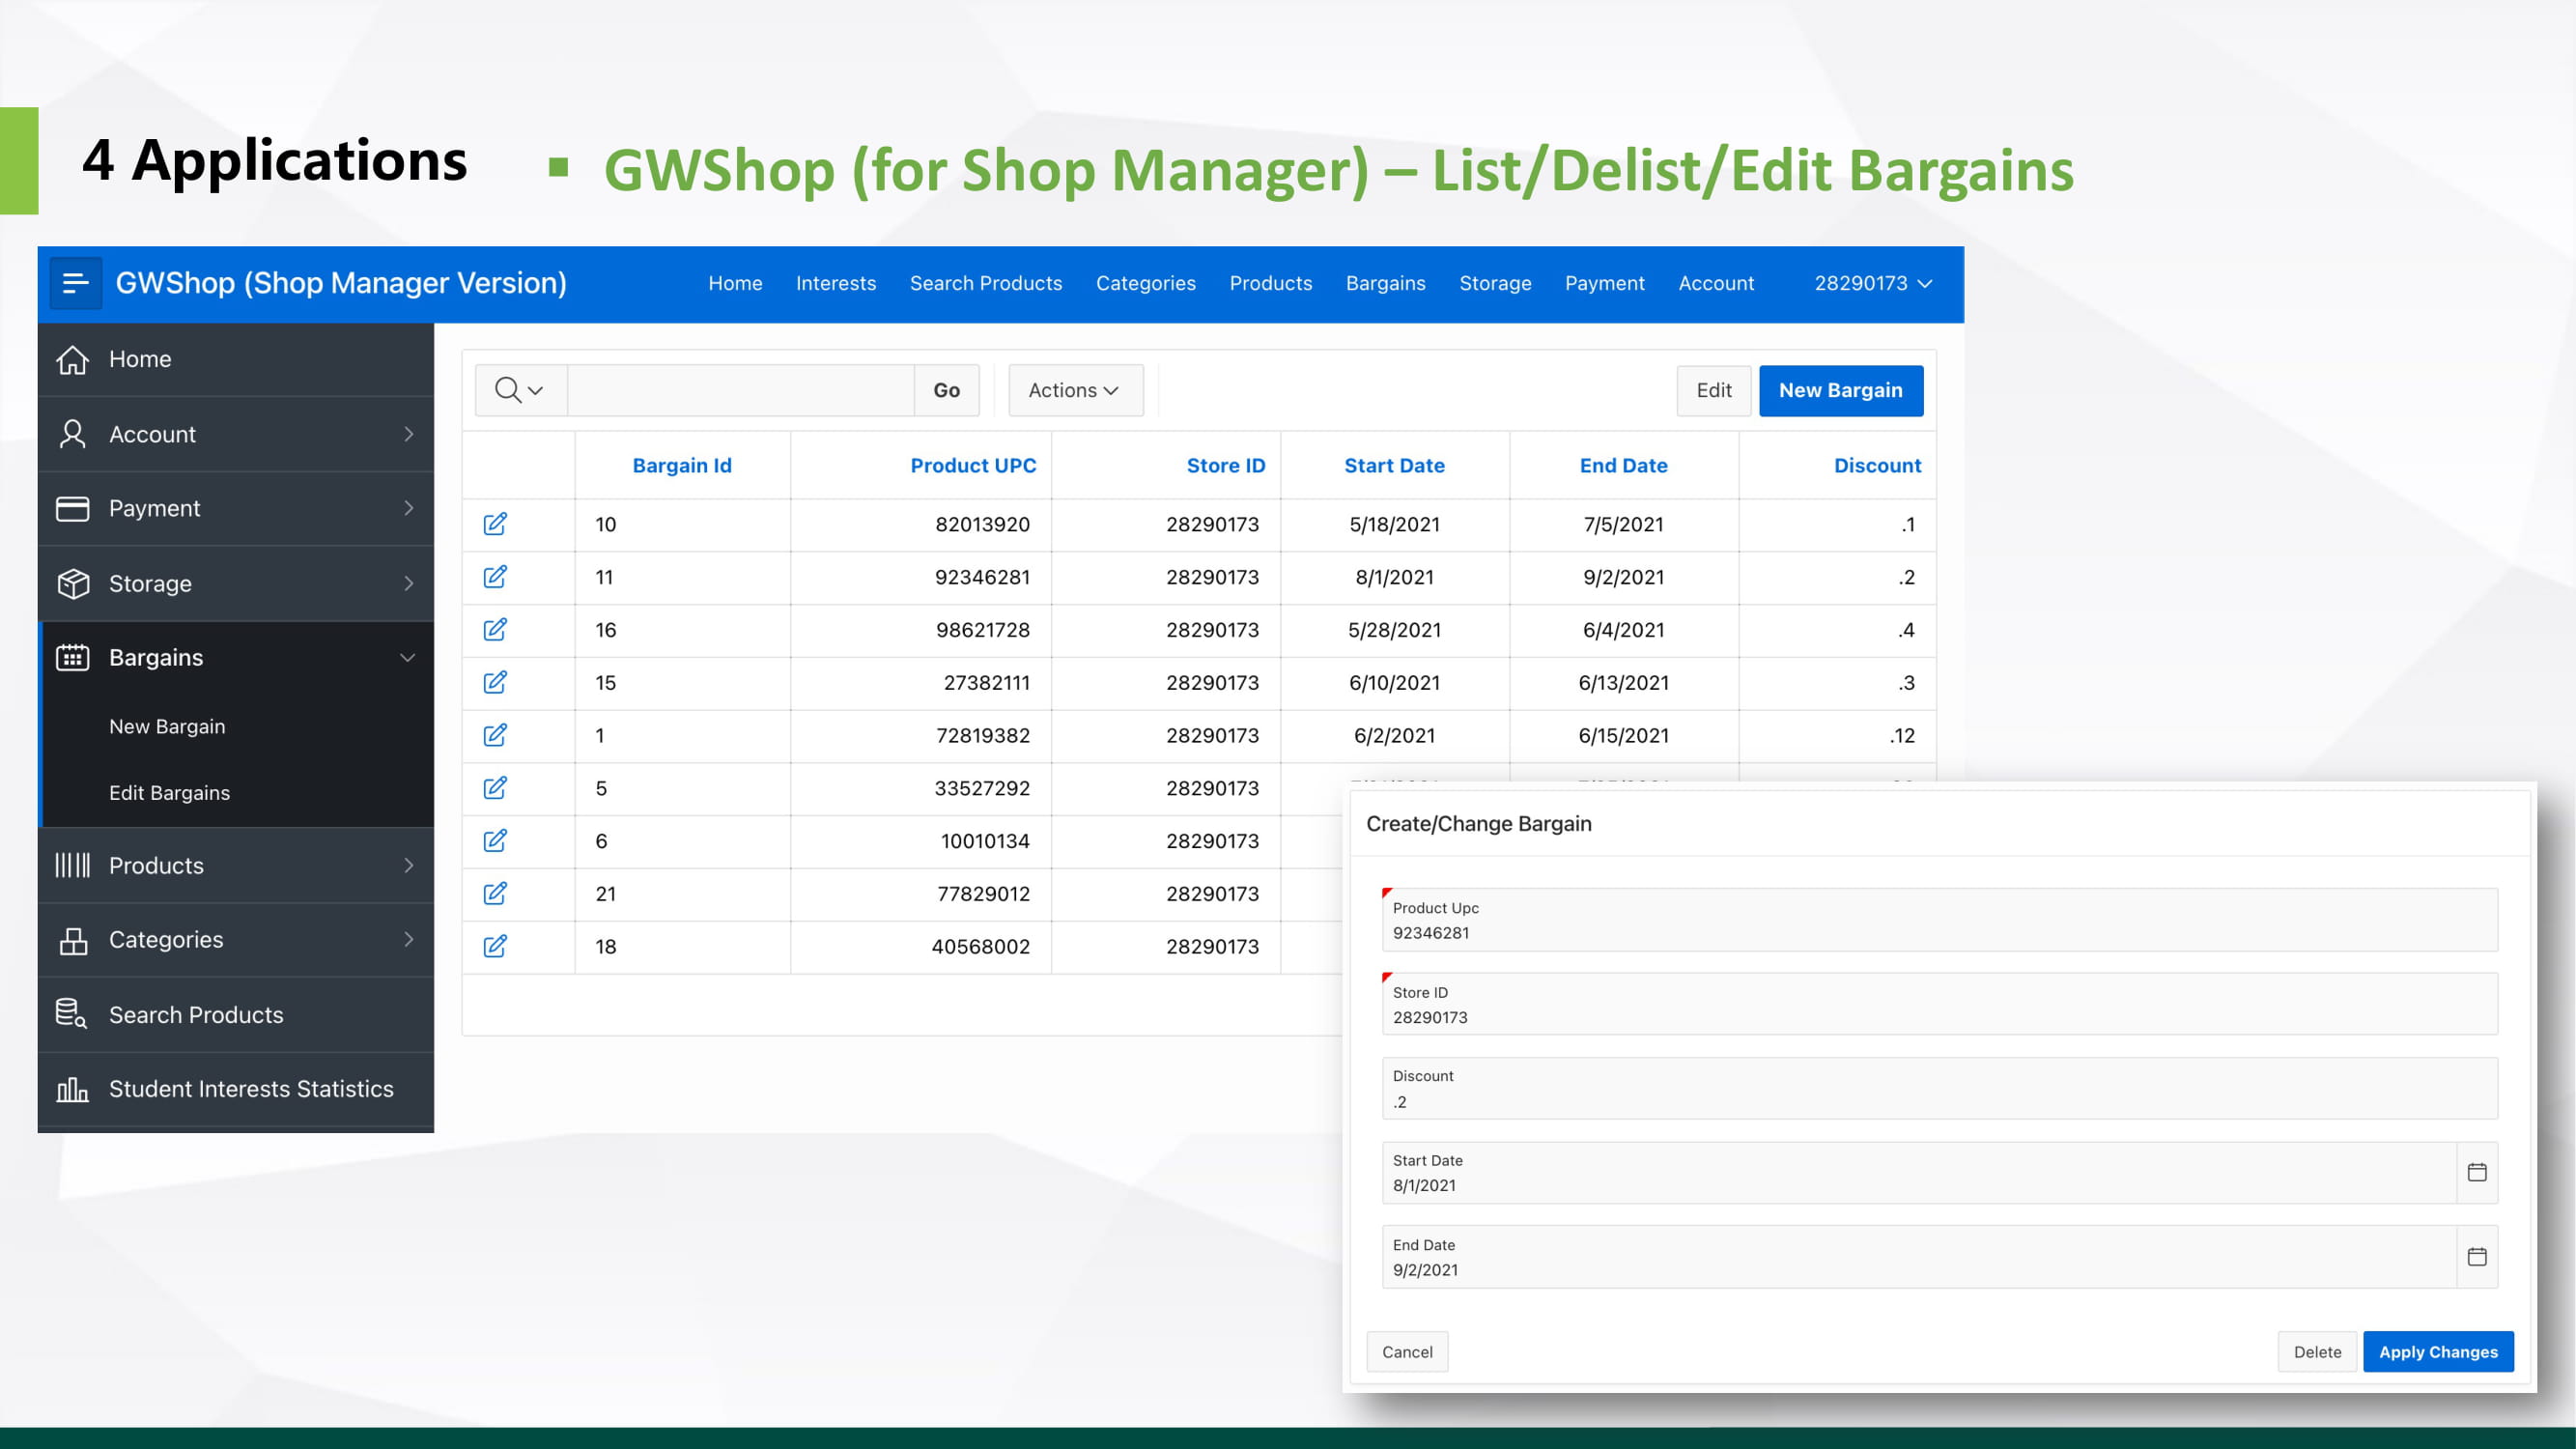 4 Applications
▪ GWShop (for Shop Manager) – List/Delist/Edit Bargains
GWShop (Shop Manager Version)
Home Interests Search Products Categories Products Bargains Storage Payment Account 28290173
Home
Account
Payment
Storage
Bargains
New Bargain
Edit Bargains
Products
Categories
Search Products
Student Interests Statistics
Go Actions Edit New Bargain
Bargain Id Product UPC Store ID Start Date End Date Discount
10 82013920 28290173 5/18/2021 7/5/2021 .1
11 92346281 28290173 8/1/2021 9/2/2021 .2
16 98621728 28290173 5/28/2021 6/4/2021 .4
15 27382111 28290173 6/10/2021 6/13/2021 .3
1 72819382 28290173 6/2/2021 6/15/2021 .12
5 33527292 28290173
6 10010134 28290173
21 77829012 28290173
18 40568002 28290173
Create/Change Bargain
Product Upc
92346281
Store ID
28290173
Discount
.2
Start Date
8/1/2021
End Date
9/2/2021
Cancel Delete Apply Changes